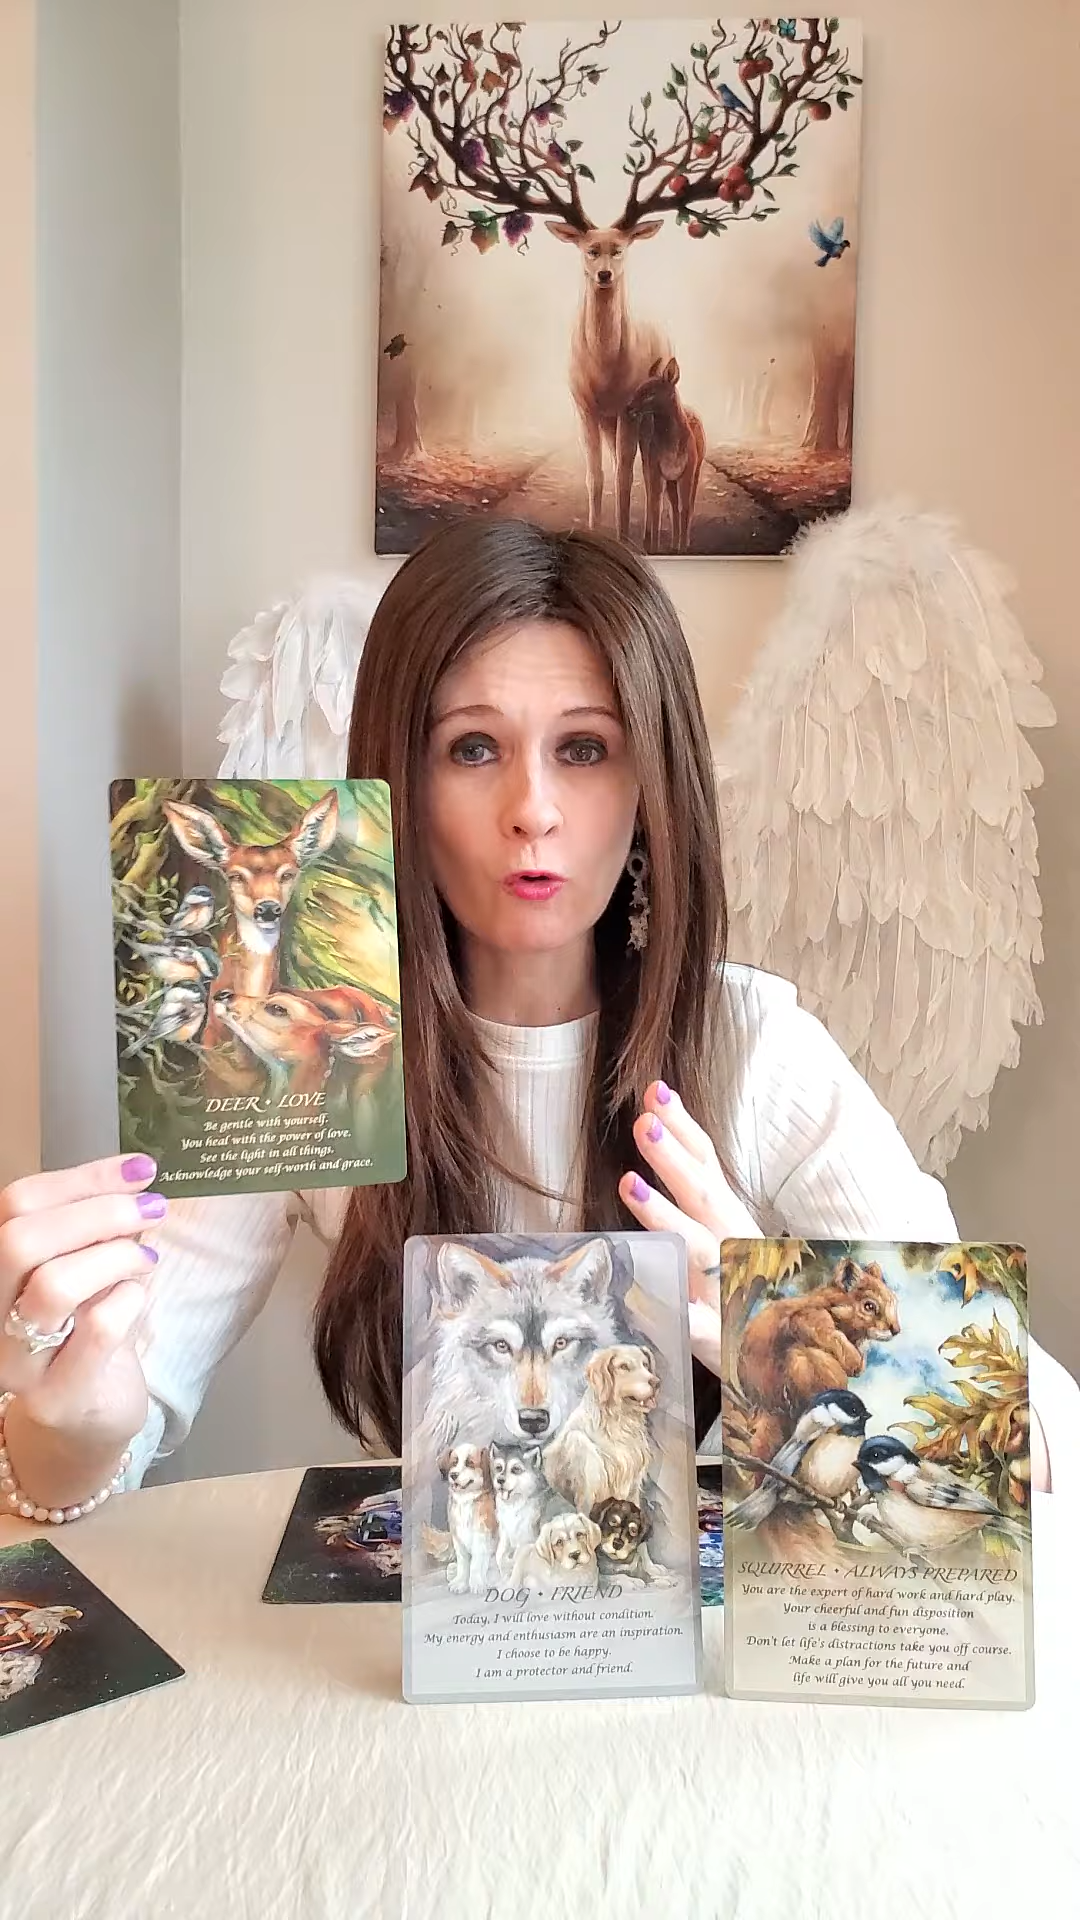 DEER • LOVE
Be gentle with yourself.
You heal with the power of love.
See the light in all things.
Acknowledge your self-worth and grace.
DOG • FRIEND
Today, I will love without condition.
My energy and enthusiasm are an inspiration.
I choose to be happy.
I am a protector and friend.
SQUIRREL • ALWAYS PREPARED
You are the expert of hard work and hard play.
Your cheerful and fun disposition
is a blessing to everyone.
Don't let life's distractions take you off course.
Make a plan for the future and
life will give you all you need.